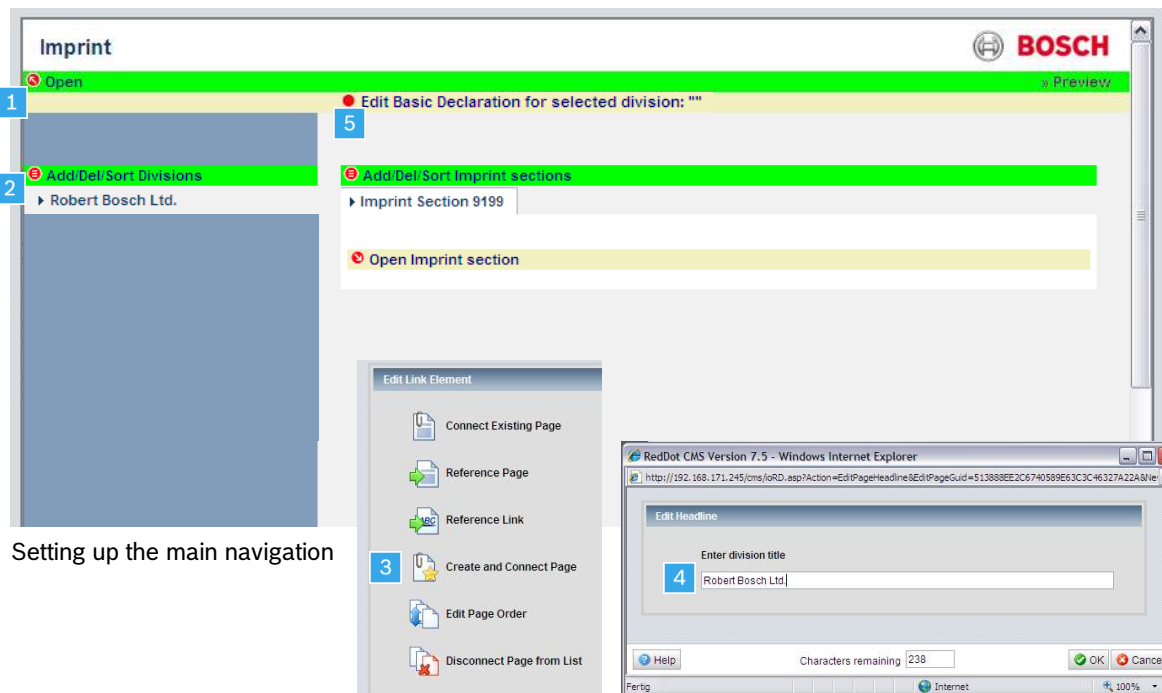 Imprint
BOSCH
Open
» Preview
1
Edit Basic Declaration for selected division: ""
5
Add/Del/Sort Divisions
Add/Del/Sort Imprint sections
2
Robert Bosch Ltd.
Imprint Section 9199
Open Imprint section
Edit Link Element
Connect Existing Page
Reference Page
ABC
Reference Link
3
Create and Connect Page
Edit Page Order
Disconnect Page from List
RedDot CMS Version 7.5 - Windows Internet Explorer
http://192.168.171.245/cms/ioRD.asp?Action=EditPageHeadline&EditPageGuid=513888EE2C6740589E63C3C46327A22A&Ne
Edit Headline
Enter division title
4
Robert Bosch Ltd.
Help
Characters remaining 238
OK
Cance
Fertig
Internet
100%
Setting up the main navigation